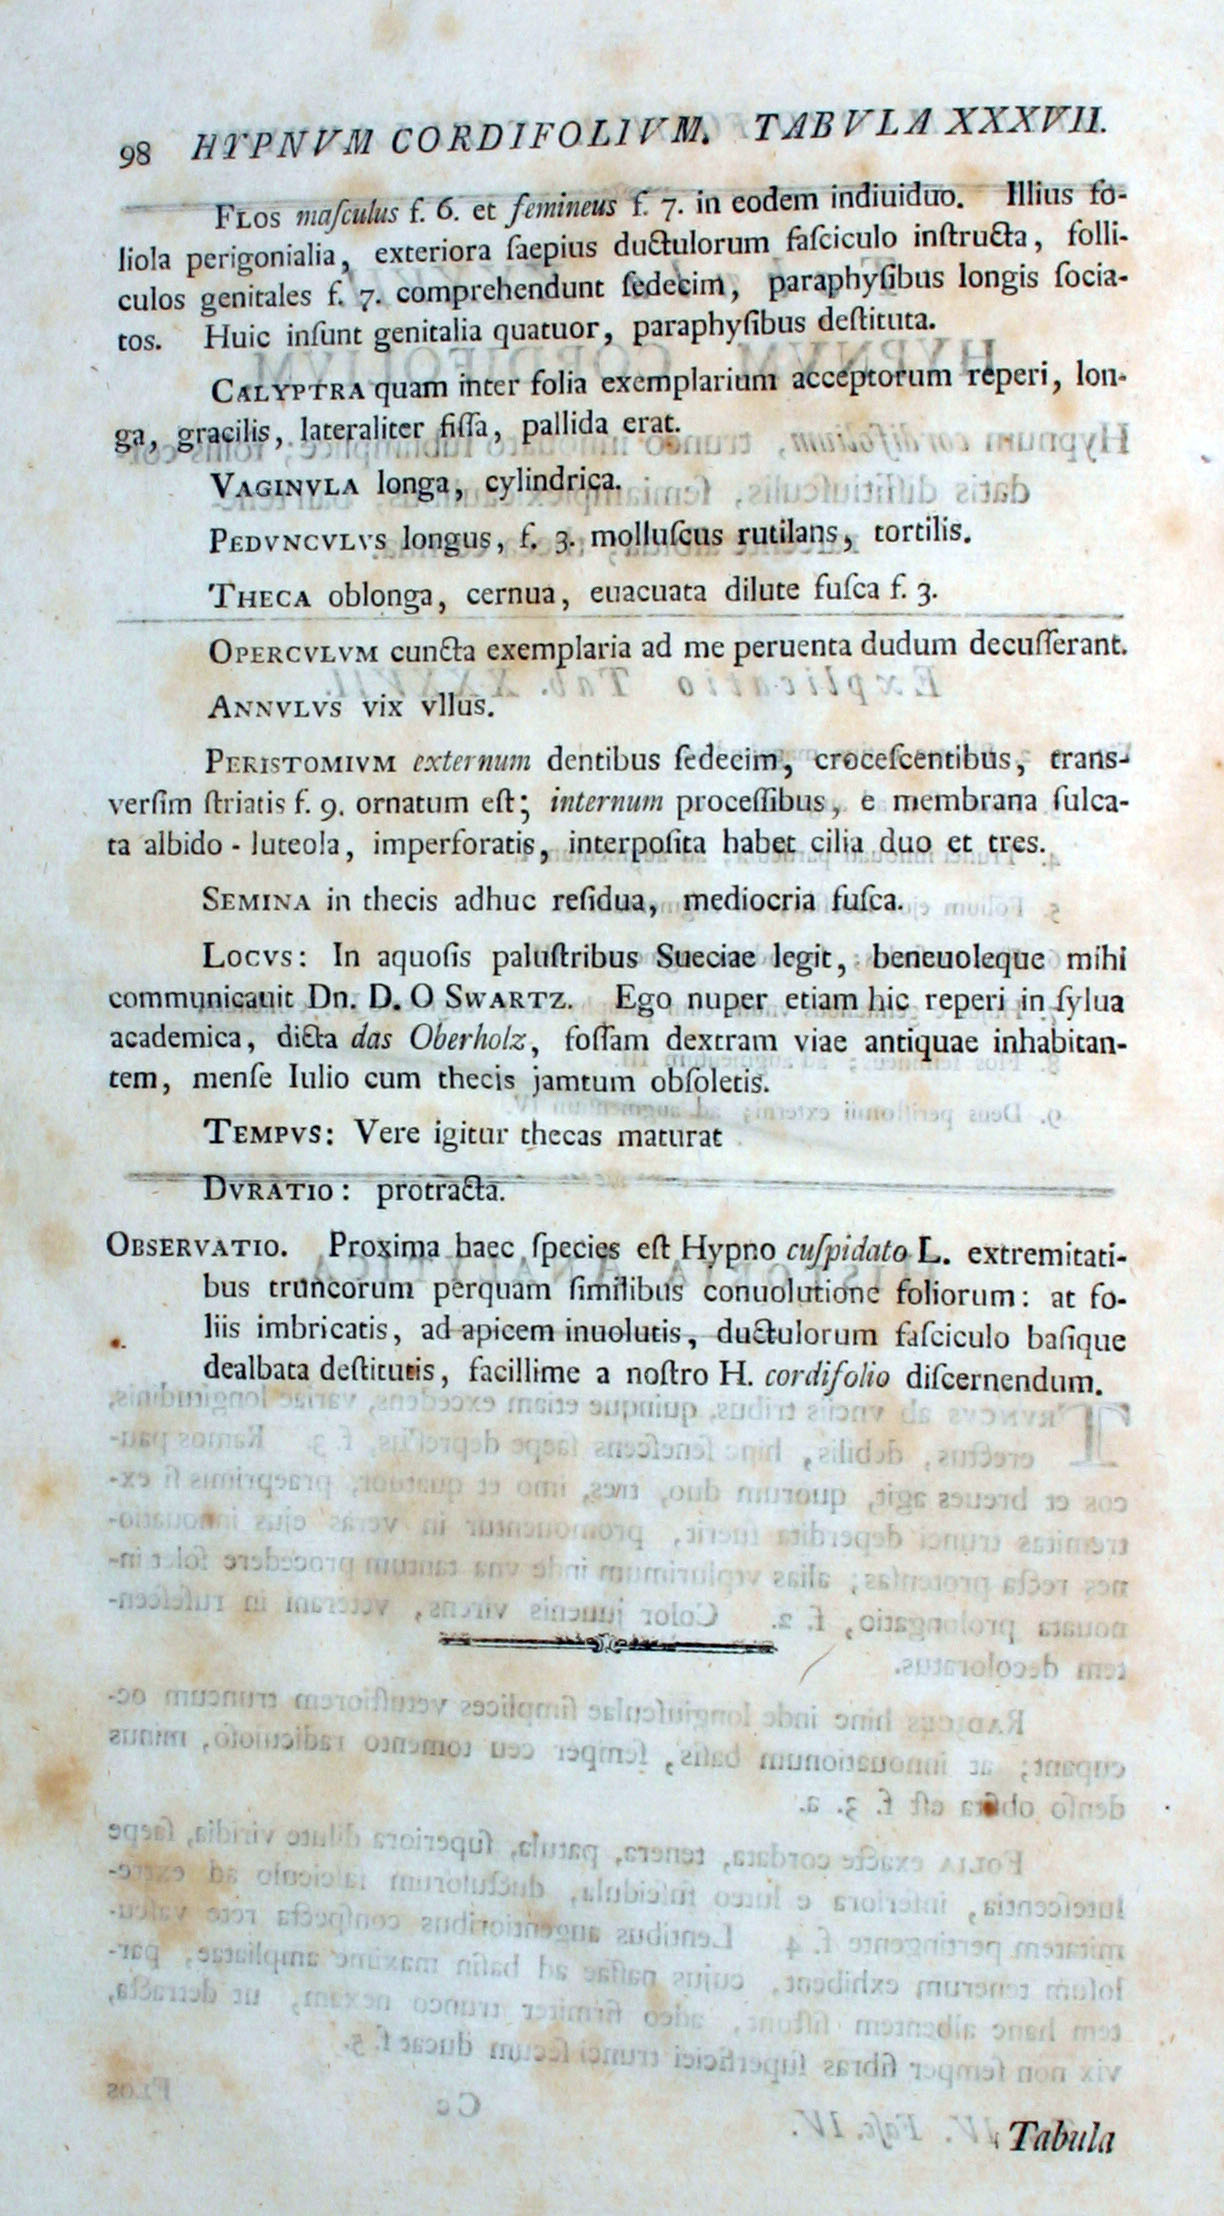 98 HYPNVM CORDIFOLIVM. TABVLA XXXVII.
FLOS maſculus f. 6. et femineus f. 7. in eodem indiuiduo. Illius fo-
liola perigonialia, exteriora ſaepius ductulorum faſciculo inſtructa, folli-
culos genitales f. 7. comprehendunt ſedecim, paraphyſibus longis ſocia-
tos. Huic inſunt genitalia quatuor, paraphyſibus deſtituta.
CALYPTRA quam inter folia exemplarium acceptorum reperi, lon-
ga, gracilis, lateraliter fiſſa, pallida erat.
VAGINVLA longa, cylindrica.
PEDVNCVLVS longus, f. 3. molluſcus rutilans, tortilis.
THECA oblonga, cernua, euacuata dilute fuſca f. 3.
OPERCVLVM cuncta exemplaria ad me peruenta dudum decuſſerant.
ANNVLVS vix vllus.
PERISTOMIVM externum dentibus ſedecim, croceſcentibus, trans-
verſim ſtriatis f. 9. ornatum eſt; internum proceſſibus, e membrana ſulca-
ta albido - luteola, imperforatis, interpoſita habet cilia duo et tres.
SEMINA in thecis adhuc reſidua, mediocria fuſca.
LOCVS: In aquoſis paluſtribus Sueciae legit, beneuoleque mihi
communicauit Dn. D. O SWARTZ. Ego nuper etiam hic reperi in ſylua
academica, dicta das Oberholz, foſſam dextram viae antiquae inhabitan-
tem, menſe Iulio cum thecis jamtum obſoletis.
TEMPVS: Vere igitur thecas maturat
DVRATIO: protracta.
OBSERVATIO. Proxima haec ſpecies eſt Hypno cuſpidato L. extremitati-
bus truncorum perquam ſimilibus conuolutione foliorum: at fo-
liis imbricatis, ad apicem inuolutis, ductulorum faſciculo baſique
dealbata deſtitutis, facillime a noſtro H. cordifolio diſcernendum.
Tabula